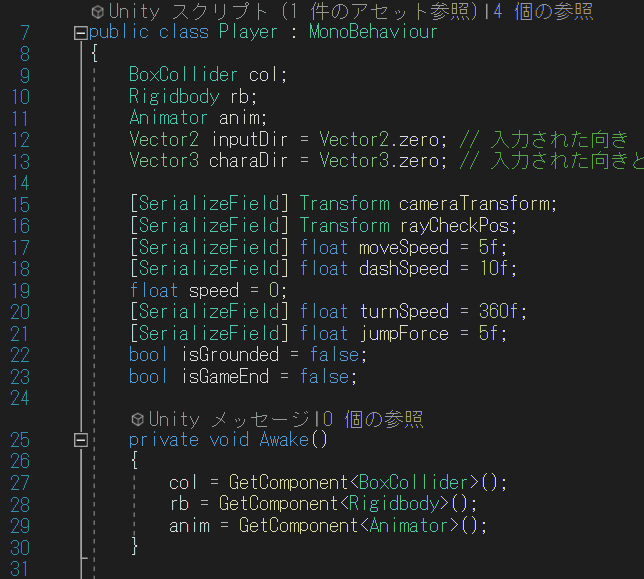 Unity スクリプト (1 件のアセット参照)|4 個の参照
7 public class Player : MonoBehaviour
8 {
9 BoxCollider col;
10 Rigidbody rb;
11 Animator anim;
12 Vector2 inputDir = Vector2.zero; // 入力された向き
13 Vector3 charaDir = Vector3.zero; // 入力された向きと
14
15 [SerializeField] Transform cameraTransform;
16 [SerializeField] Transform rayCheckPos;
17 [SerializeField] float moveSpeed = 5f;
18 [SerializeField] float dashSpeed = 10f;
19 float speed = 0;
20 [SerializeField] float turnSpeed = 360f;
21 [SerializeField] float jumpForce = 5f;
22 bool isGrounded = false;
23 bool isGameEnd = false;
24
Unity メッセージ|0 個の参照
25 private void Awake()
26 {
27 col = GetComponent<BoxCollider>();
28 rb = GetComponent<Rigidbody>();
29 anim = GetComponent<Animator>();
30 }
31